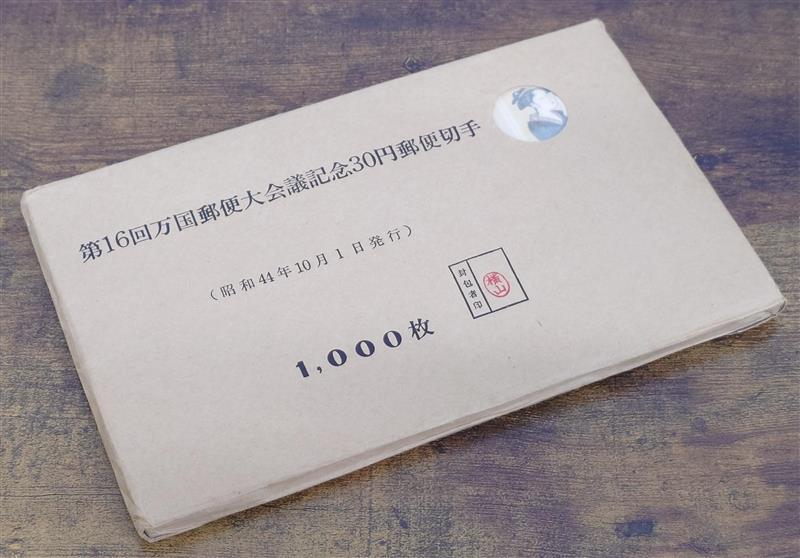 第16回万国郵便大会議記念30円郵便切手
（昭和44年10月1日発行）
封包者印
横山
1,000枚